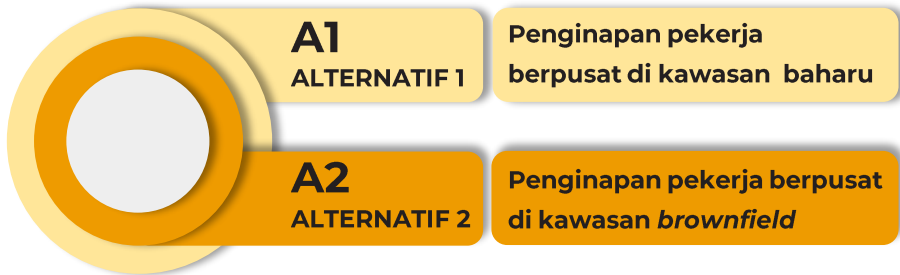 A1
ALTERNATIF 1
Penginapan pekerja
berpusat di kawasan baharu
A2
ALTERNATIF 2
Penginapan pekerja berpusat
di kawasan brownfield